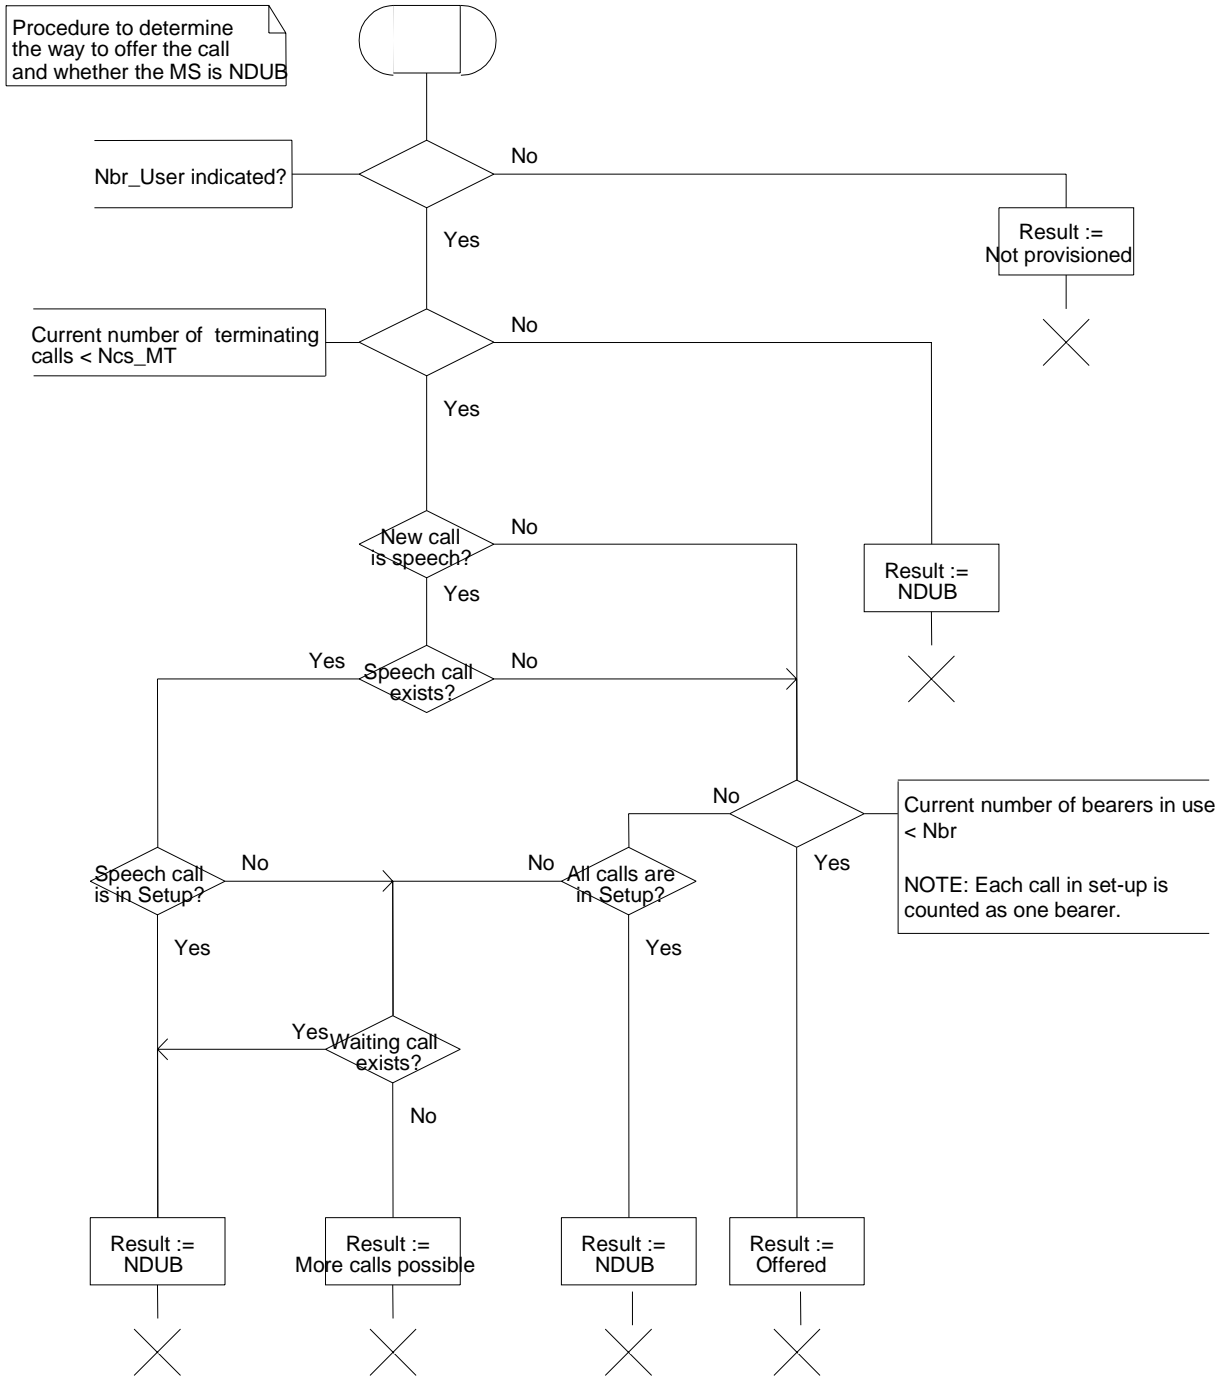 Procedure to determine
the way to offer the call
and whether the MS is NDUB
No
Nbr_User indicated?
Yes
Result :=
Not provisioned
No
Current number of  terminating
calls < Ncs_MT
Yes
No
New call
is speech?
Yes
Result :=
NDUB
Yes
Speech call
exists?
No
No
Current number of bearers in use
< Nbr
NOTE: Each call in set-up is
counted as one bearer.
Yes
Speech call
is in Setup?
No
No
All calls are
in Setup?
Yes
Yes
Yes
Waiting call
exists?
No
Result :=
NDUB
Result :=
More calls possible
Result :=
NDUB
Result :=
Offered